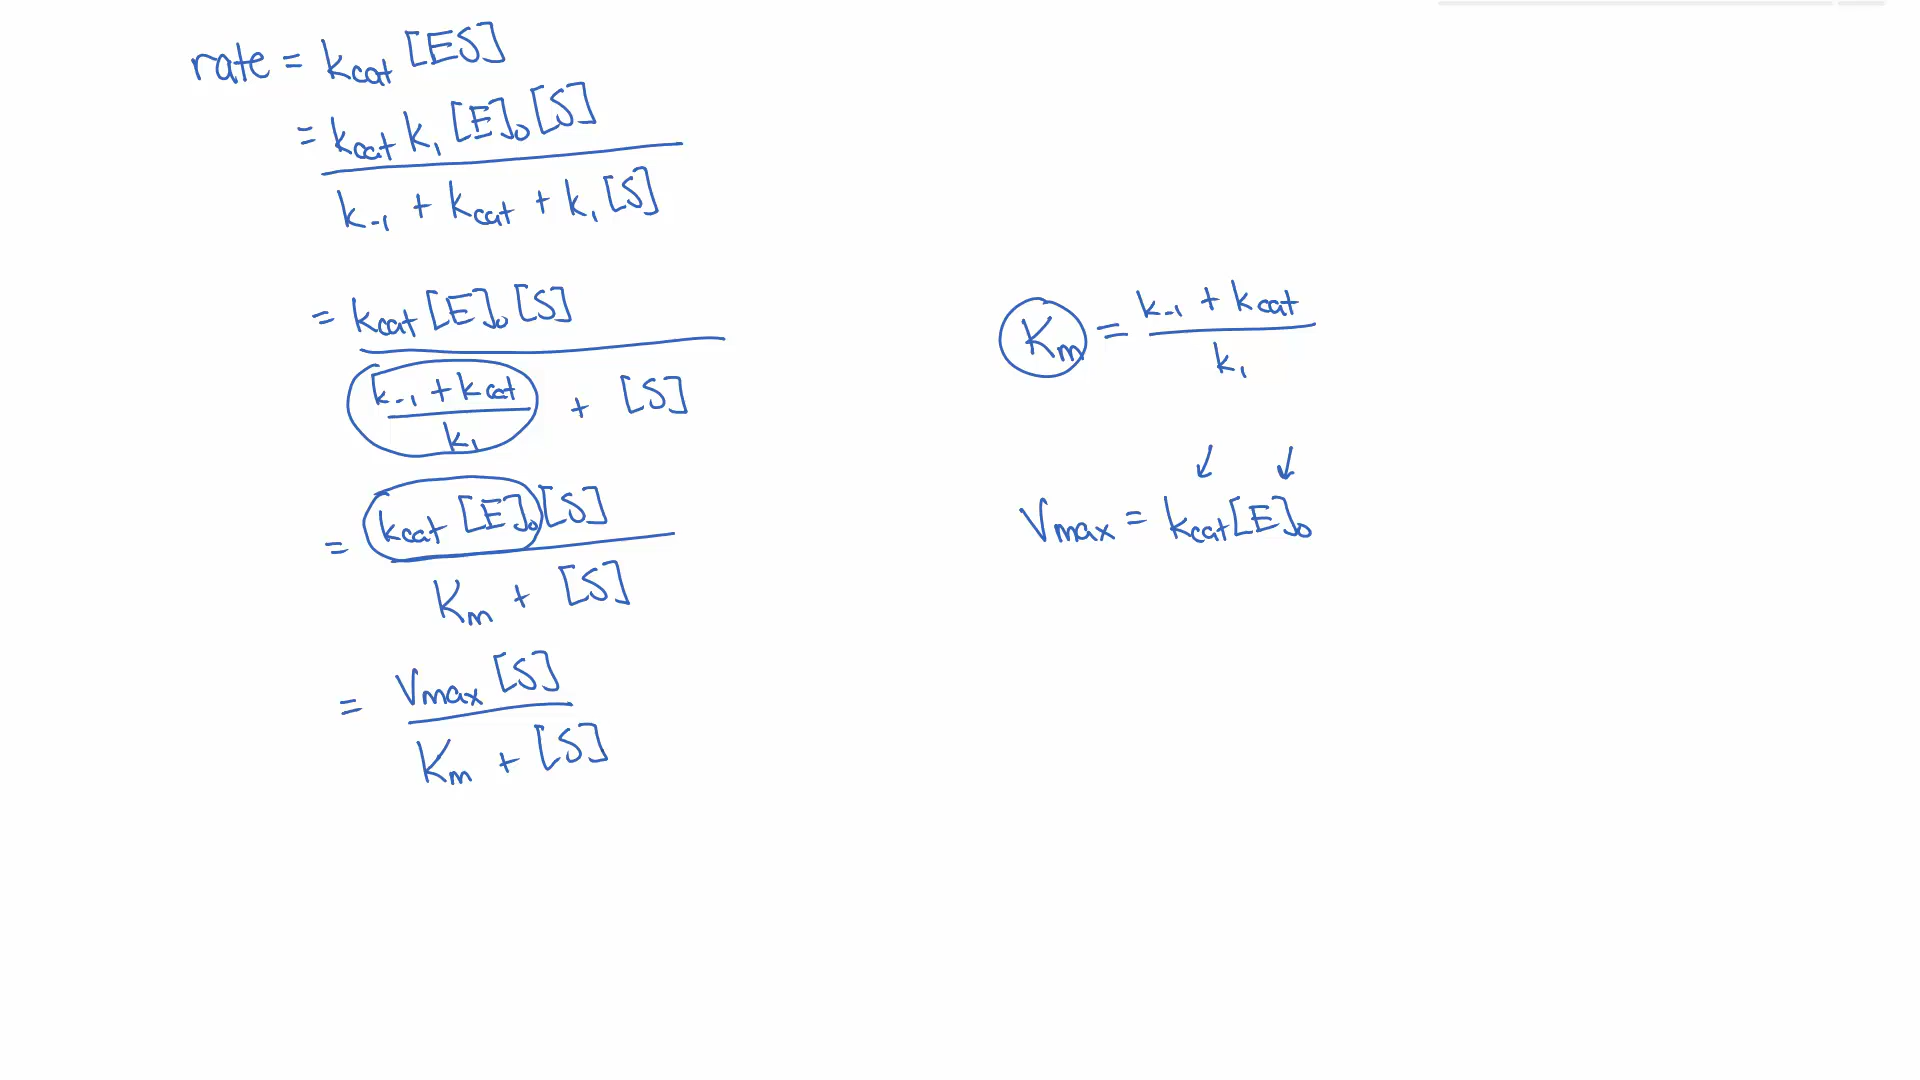 rate = kcat [ES]
= kcat k₁ [E]₀ [S]
k₋₁ + kcat + k₁ [S]
= kcat [E]₀ [S]
k₋₁ + kcat
k₁
+ [S]
= kcat [E]₀ [S]
Km + [S]
= Vmax [S]
Km + [S]
Km = k₋₁ + kcat
k₁
↓ ↓
Vmax = kcat [E]₀